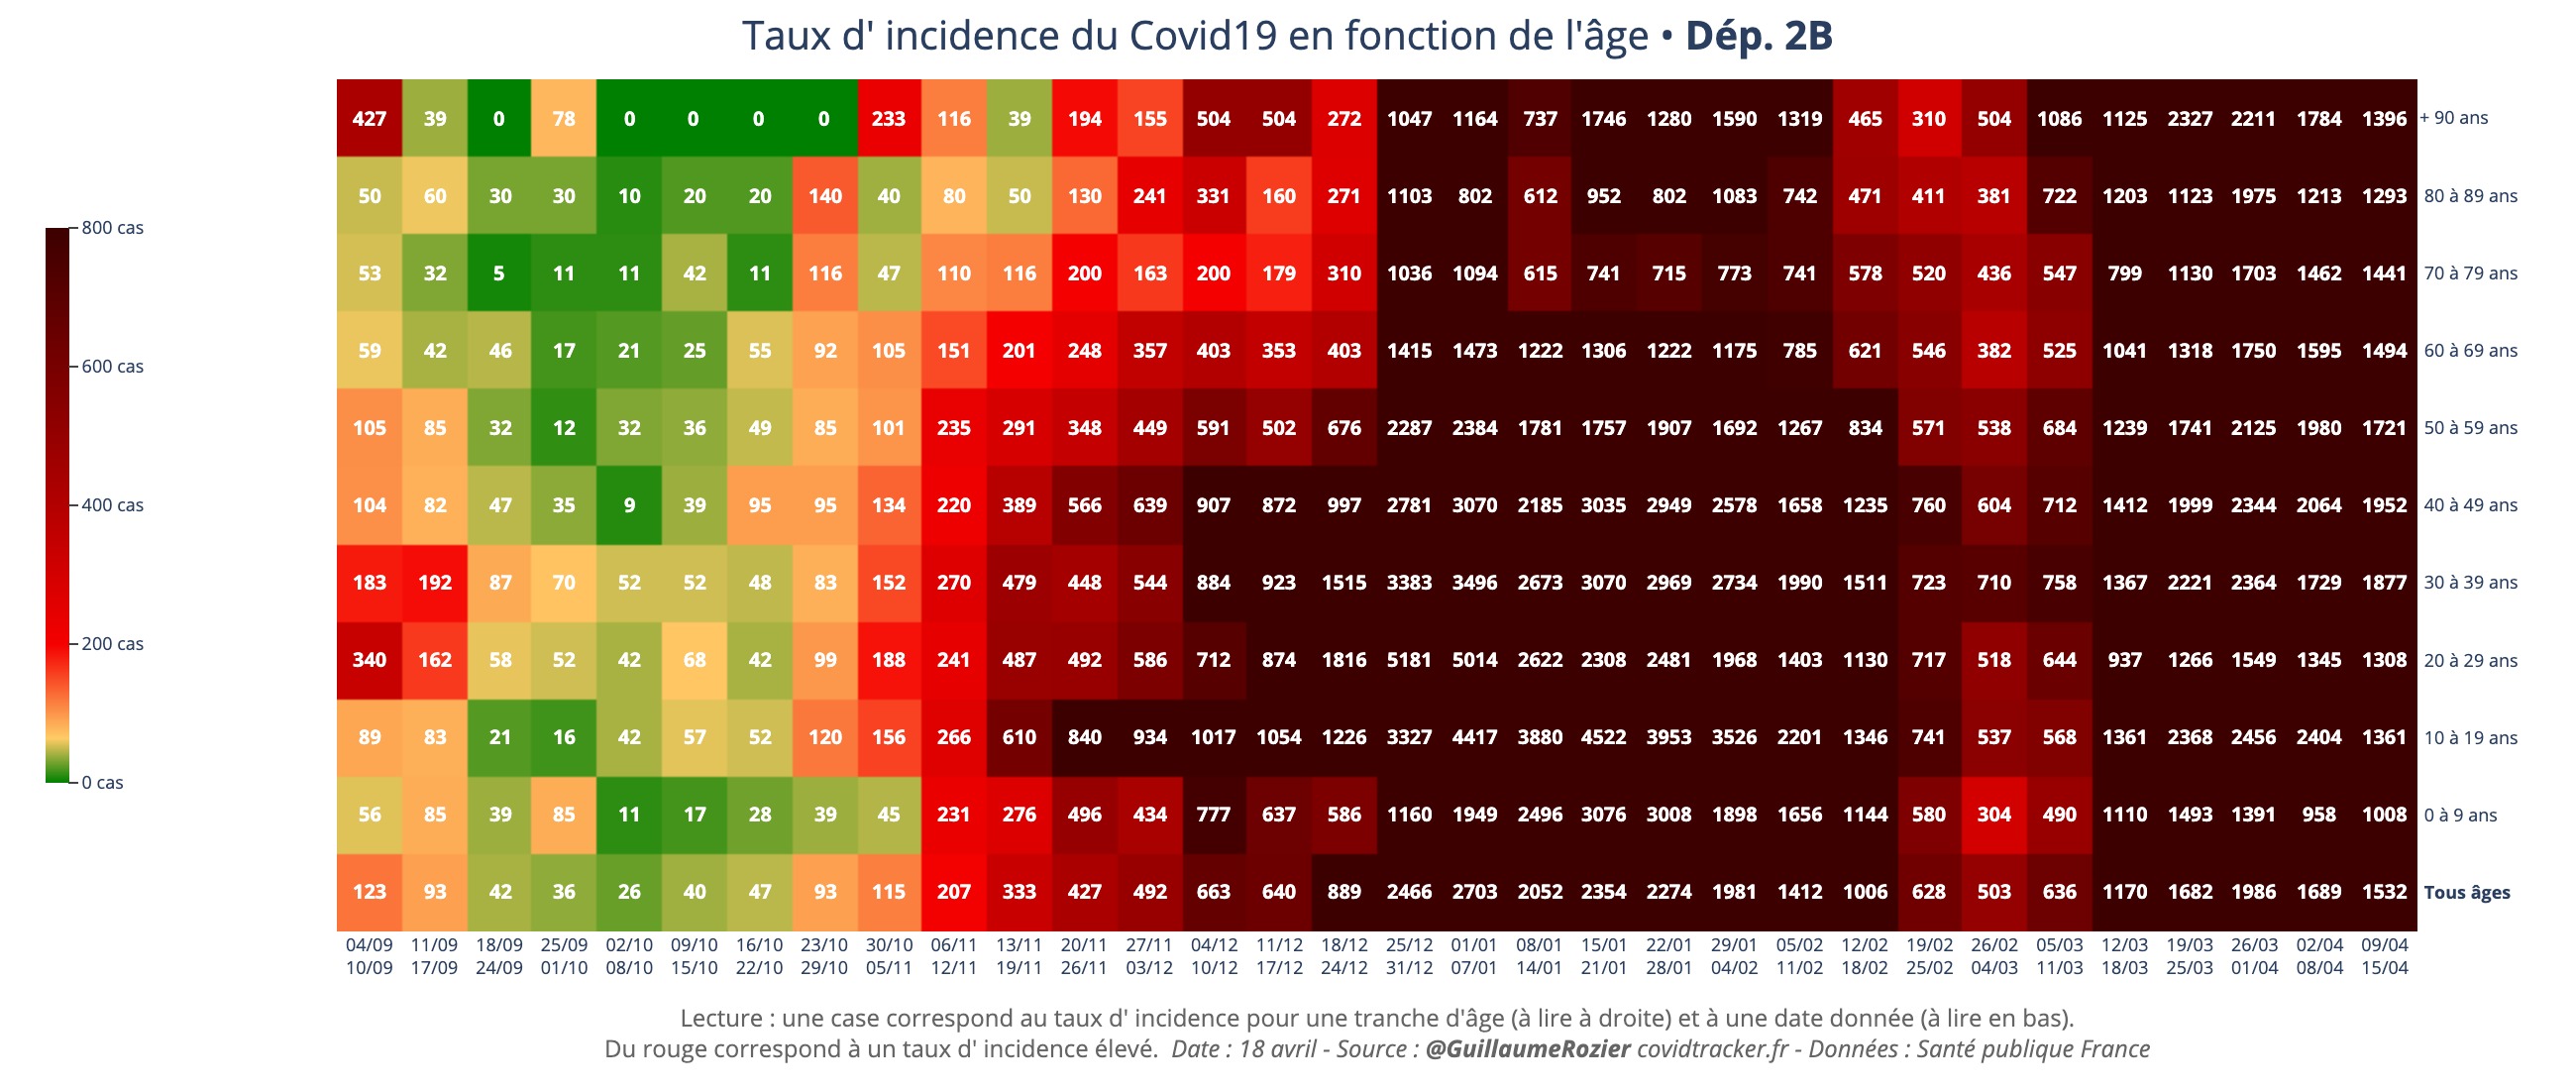 Taux d' incidence du Covid19 en fonction de l'âge • Dép. 2B
427 39 0 78 0 0 0 0 233 116 39 194 155 504 504 272 1047 1164 737 1746 1280 1590 1319 465 310 504 1086 1125 2327 2211 1784 1396 + 90 ans
50 60 30 30 10 20 20 140 40 80 50 130 241 331 160 271 1103 802 612 952 802 1083 742 471 411 381 722 1203 1123 1975 1213 1293 80 à 89 ans
800 cas
53 32 5 11 11 42 11 116 47 110 116 200 163 200 179 310 1036 1094 615 741 715 773 741 578 520 436 547 799 1130 1703 1462 1441 70 à 79 ans
59 42 46 17 21 25 55 92 105 151 201 248 357 403 353 403 1415 1473 1222 1306 1222 1175 785 621 546 382 525 1041 1318 1750 1595 1494 60 à 69 ans
600 cas
105 85 32 12 32 36 49 85 101 235 291 348 449 591 502 676 2287 2384 1781 1757 1907 1692 1267 834 571 538 684 1239 1741 2125 1980 1721 50 à 59 ans
400 cas
104 82 47 35 9 39 95 95 134 220 389 566 639 907 872 997 2781 3070 2185 3035 2949 2578 1658 1235 760 604 712 1412 1999 2344 2064 1952 40 à 49 ans
183 192 87 70 52 52 48 83 152 270 479 448 544 884 923 1515 3383 3496 2673 3070 2969 2734 1990 1511 723 710 758 1367 2221 2364 1729 1877 30 à 39 ans
200 cas
340 162 58 52 42 68 42 99 188 241 487 492 586 712 874 1816 5181 5014 2622 2308 2481 1968 1403 1130 717 518 644 937 1266 1549 1345 1308 20 à 29 ans
89 83 21 16 42 57 52 120 156 266 610 840 934 1017 1054 1226 3327 4417 3880 4522 3953 3526 2201 1346 741 537 568 1361 2368 2456 2404 1361 10 à 19 ans
0 cas
56 85 39 85 11 17 28 39 45 231 276 496 434 777 637 586 1160 1949 2496 3076 3008 1898 1656 1144 580 304 490 1110 1493 1391 958 1008 0 à 9 ans
123 93 42 36 26 40 47 93 115 207 333 427 492 663 640 889 2466 2703 2052 2354 2274 1981 1412 1006 628 503 636 1170 1682 1986 1689 1532 Tous âges
04/09 11/09 18/09 25/09 02/10 09/10 16/10 23/10 30/10 06/11 13/11 20/11 27/11 04/12 11/12 18/12 25/12 01/01 08/01 15/01 22/01 29/01 05/02 12/02 19/02 26/02 05/03 12/03 19/03 26/03 02/04 09/04
10/09 17/09 24/09 01/10 08/10 15/10 22/10 29/10 05/11 12/11 19/11 26/11 03/12 10/12 17/12 24/12 31/12 07/01 14/01 21/01 28/01 04/02 11/02 18/02 25/02 04/03 11/03 18/03 25/03 01/04 08/04 15/04
Lecture : une case correspond au taux d' incidence pour une tranche d'âge (à lire à droite) et à une date donnée (à lire en bas).
Du rouge correspond à un taux d' incidence élevé. Date : 18 avril - Source : @GuillaumeRozier covidtracker.fr - Données : Santé publique France